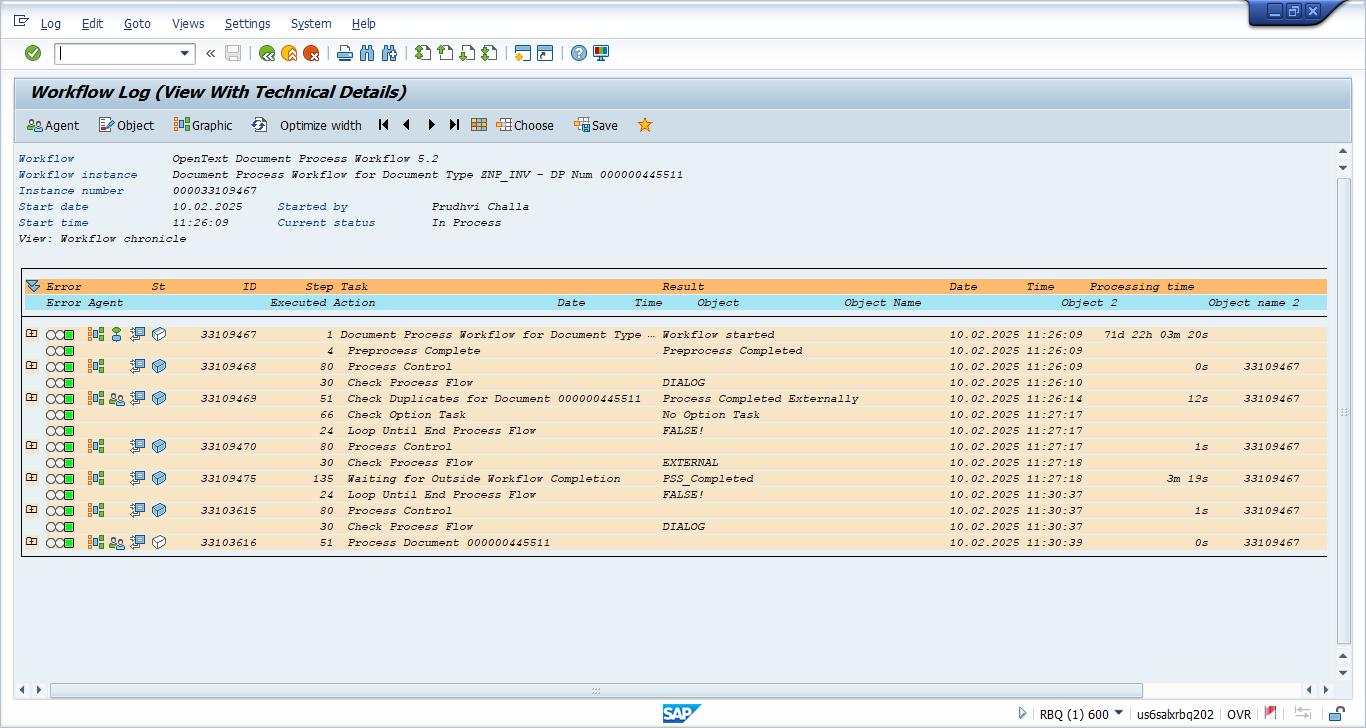 Log Edit Goto Views Settings System Help
Workflow Log (View With Technical Details)
Agent Object Graphic Optimize width Choose Save
Workflow OpenText Document Process Workflow 5.2
Workflow instance Document Process Workflow for Document Type ZNP_INV - DP Num 000000445511
Instance number 000033109467
Start date 10.02.2025 Started by Prudhvi Challa
Start time 11:26:09 Current status In Process
View: Workflow chronicle
Error St ID Step Task Result Date Time Processing time
Error Agent Executed Action Date Time Object Object Name Object 2 Object name 2
33109467 1 Document Process Workflow for Document Type … Workflow started 10.02.2025 11:26:09 71d 22h 03m 20s
4 Preprocess Complete Preprocess Completed 10.02.2025 11:26:09
33109468 80 Process Control 10.02.2025 11:26:09 0s 33109467
30 Check Process Flow DIALOG 10.02.2025 11:26:10
33109469 51 Check Duplicates for Document 000000445511 Process Completed Externally 10.02.2025 11:26:14 12s 33109467
66 Check Option Task No Option Task 10.02.2025 11:27:17
24 Loop Until End Process Flow FALSE! 10.02.2025 11:27:17
33109470 80 Process Control 10.02.2025 11:27:17 1s 33109467
30 Check Process Flow EXTERNAL 10.02.2025 11:27:18
33109475 135 Waiting for Outside Workflow Completion PSS_Completed 10.02.2025 11:27:18 3m 19s 33109467
24 Loop Until End Process Flow FALSE! 10.02.2025 11:30:37
33103615 80 Process Control 10.02.2025 11:30:37 1s 33109467
30 Check Process Flow DIALOG 10.02.2025 11:30:37
33103616 51 Process Document 000000445511 10.02.2025 11:30:39 0s 33109467
SAP RBQ (1) 600 us6salxrbq202 OVR